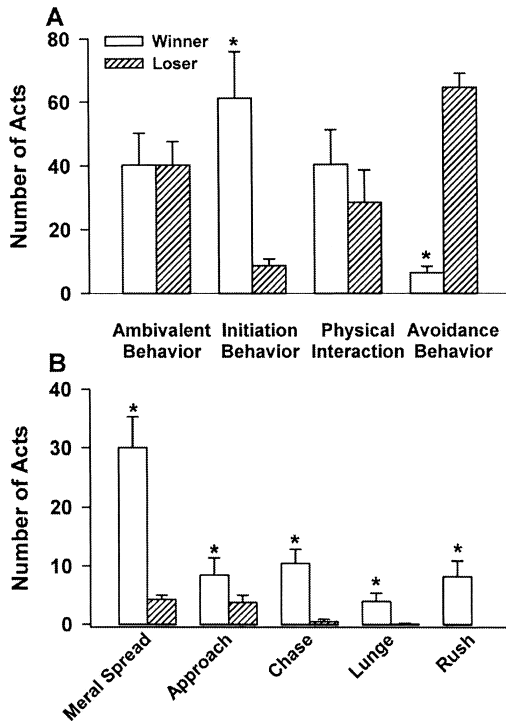 A
Winner
Loser
*
*
80
60
40
20
0
Number of Acts
Ambivalent Initiation Physical Avoidance
Behavior Behavior Interaction Behavior
B
*
*
*
*
*
40
30
20
10
0
Number of Acts
Meral Spread
Approach
Chase
Lunge
Rush